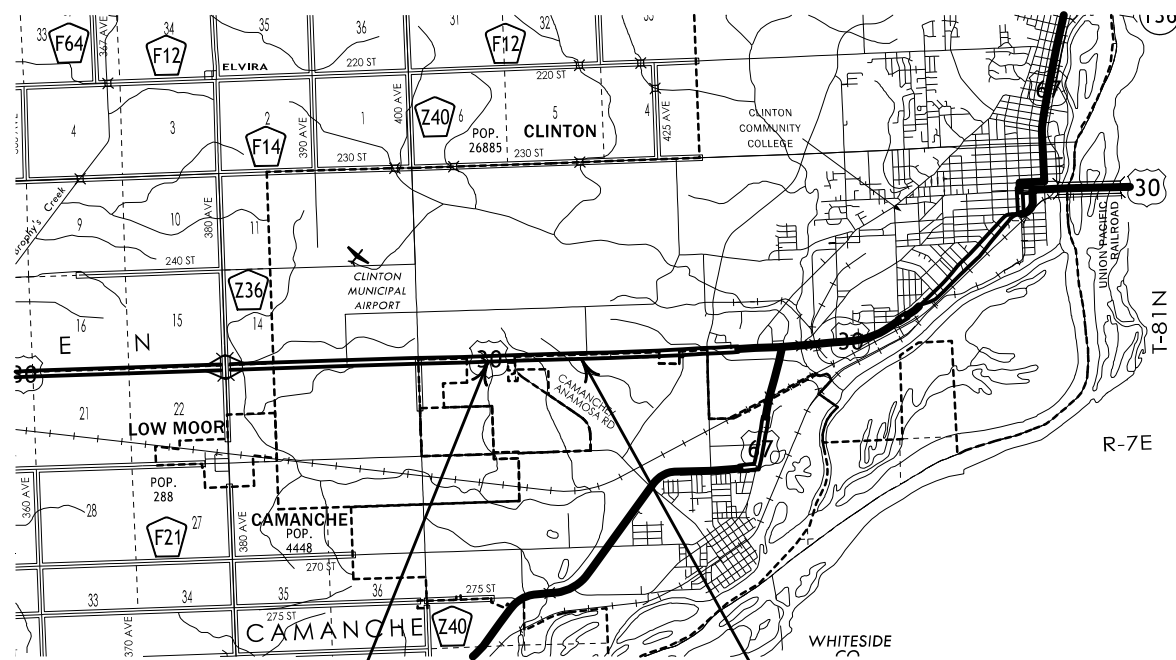 33
34
35
36
31
32
F64
367 AVE
F12
F12
136
ELVIRA
220 ST
220 ST
67
4
3
2
1
6
5
4
F14
390 AVE
400 AVE
Z40
POP.
26885
CLINTON
425 AVE
CLINTON
COMMUNITY
COLLEGE
230 ST
230 ST
30
Creek
9
10
11
380 AVE
240 ST
UNION PACIFIC
RAILROAD
CLINTON
MUNICIPAL
AIRPORT
Z36
16
15
14
T-81N
E N
30
30
30
CAMANCHE
ANAMOSA RD
21
22
LOW MOOR
67
R-7E
POP.
288
360 AVE
28
27
F21
380 AVE
CAMANCHE
POP.
4448
270 ST
33
34
35
36
275 ST
275 ST
370 AVE
CAMANCHE
Z40
WHITESIDE
CO